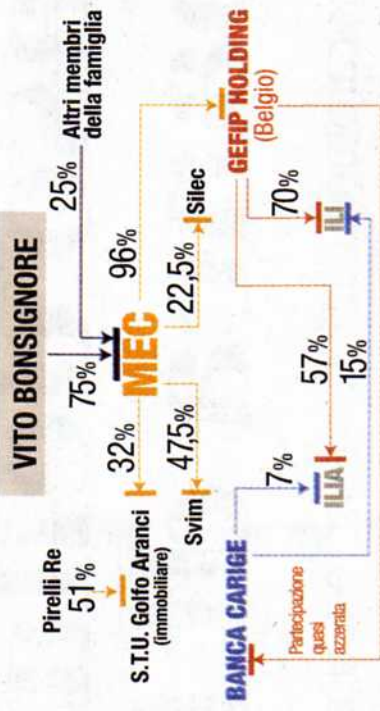 VITO BONSIGNORE
Pirelli Re
51%
75%
25%
Altri membri
della famiglia
S.T.U. Golfo Aranci
(immobiliare)
32%
MEC
96%
Svim
47,5%
22,5%
Silec
GEFIP HOLDING
(Belgio)
BANCA CARIGE
7%
ILIA
57%
15%
70%
ILI
Partecipazione
quasi
azzerata